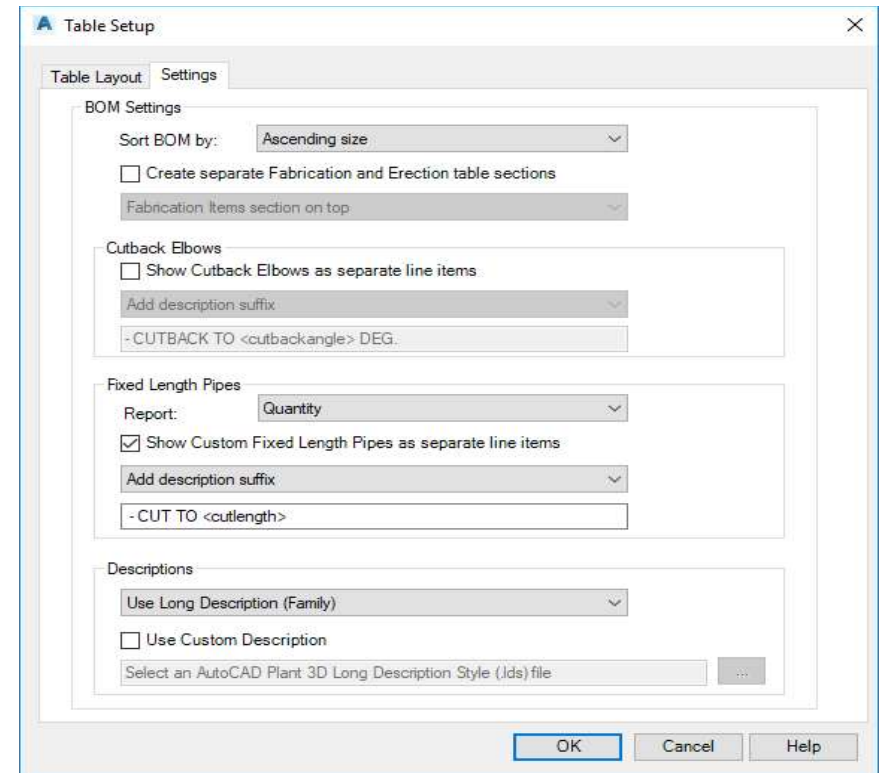 A Table Setup
Table Layout Settings
BOM Settings
Sort BOM by: Ascending size
Create separate Fabrication and Erection table sections
Fabrication Items section on top
Cutback Elbows
Show Cutback Elbows as separate line items
Add description suffix
- CUTBACK TO <cutbackangle> DEG.
Fixed Length Pipes
Report: Quantity
Show Custom Fixed Length Pipes as separate line items
Add description suffix
- CUT TO <cutlength>
Descriptions
Use Long Description (Family)
Use Custom Description
Select an AutoCAD Plant 3D Long Description Style (.lds) file ...
OK Cancel Help